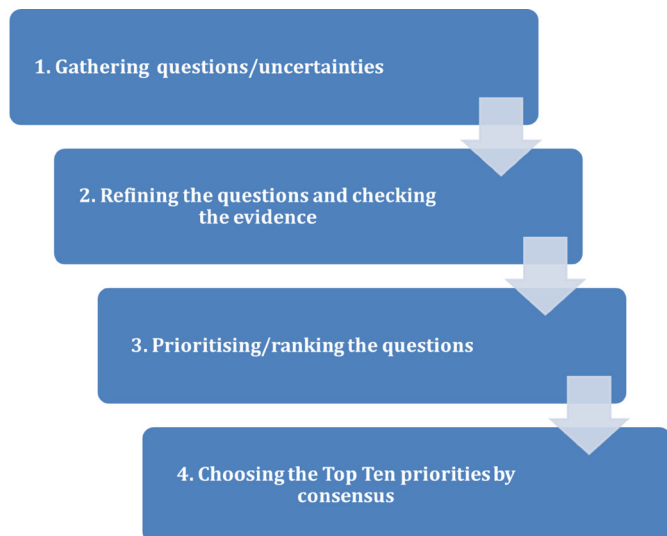 1. Gathering questions/uncertainties
2. Refining the questions and checking
the evidence
3. Prioritising/ranking the questions
4. Choosing the Top Ten priorities by
consensus